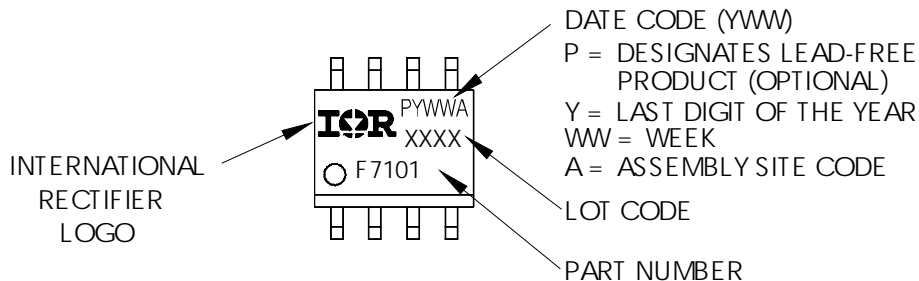 DATE CODE (YWW)
P = DESIGNATES LEAD-FREE
PRODUCT (OPTIONAL)
Y = LAST DIGIT OF THE YEAR
WW = WEEK
A = ASSEMBLY SITE CODE
LOT CODE
PART NUMBER
INTERNATIONAL
RECTIFIER
LOGO
IOR
PYWWA
XXXX
F7101